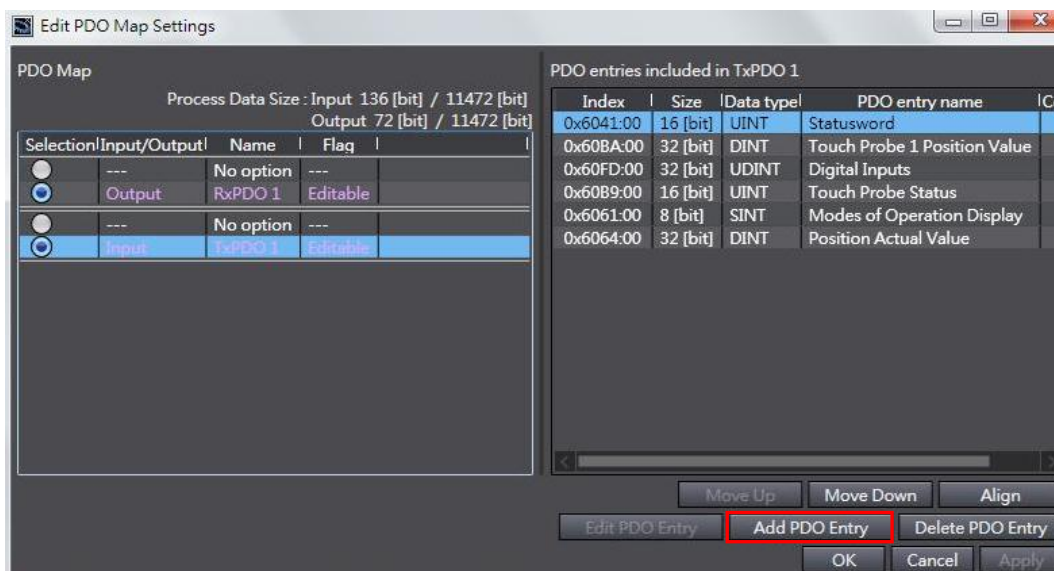 Edit PDO Map Settings
PDO Map
Process Data Size : Input 136 [bit] / 11472 [bit]
Output 72 [bit] / 11472 [bit]
Selection Input/Output Name Flag
--- No option ---
Output RxPDO 1 Editable
--- No option ---
Input TxPDO 1 Editable
PDO entries included in TxPDO 1
Index Size Data type PDO entry name
0x6041:00 16 [bit] UINT Statusword
0x60BA:00 32 [bit] DINT Touch Probe 1 Position Value
0x60FD:00 32 [bit] UDINT Digital Inputs
0x60B9:00 16 [bit] UINT Touch Probe Status
0x6061:00 8 [bit] SINT Modes of Operation Display
0x6064:00 32 [bit] DINT Position Actual Value
Move Up Move Down Align
Edit PDO Entry Add PDO Entry Delete PDO Entry
OK Cancel Apply